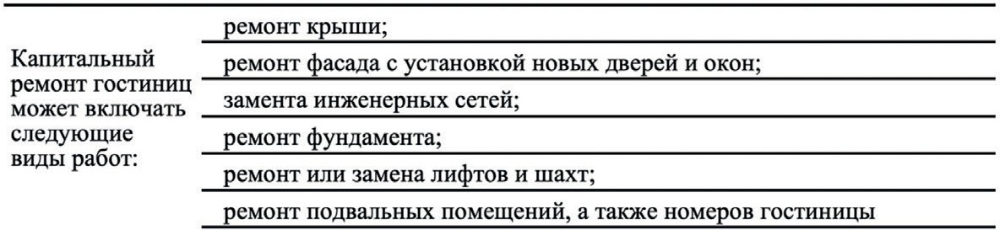 Капитальный
ремонт гостиниц
может включать
следующие
виды работ:
ремонт крыши;
ремонт фасада с установкой новых дверей и окон;
замента инженерных сетей;
ремонт фундамента;
ремонт или замена лифтов и шахт;
ремонт подвальных помещений, а также номеров гостиницы